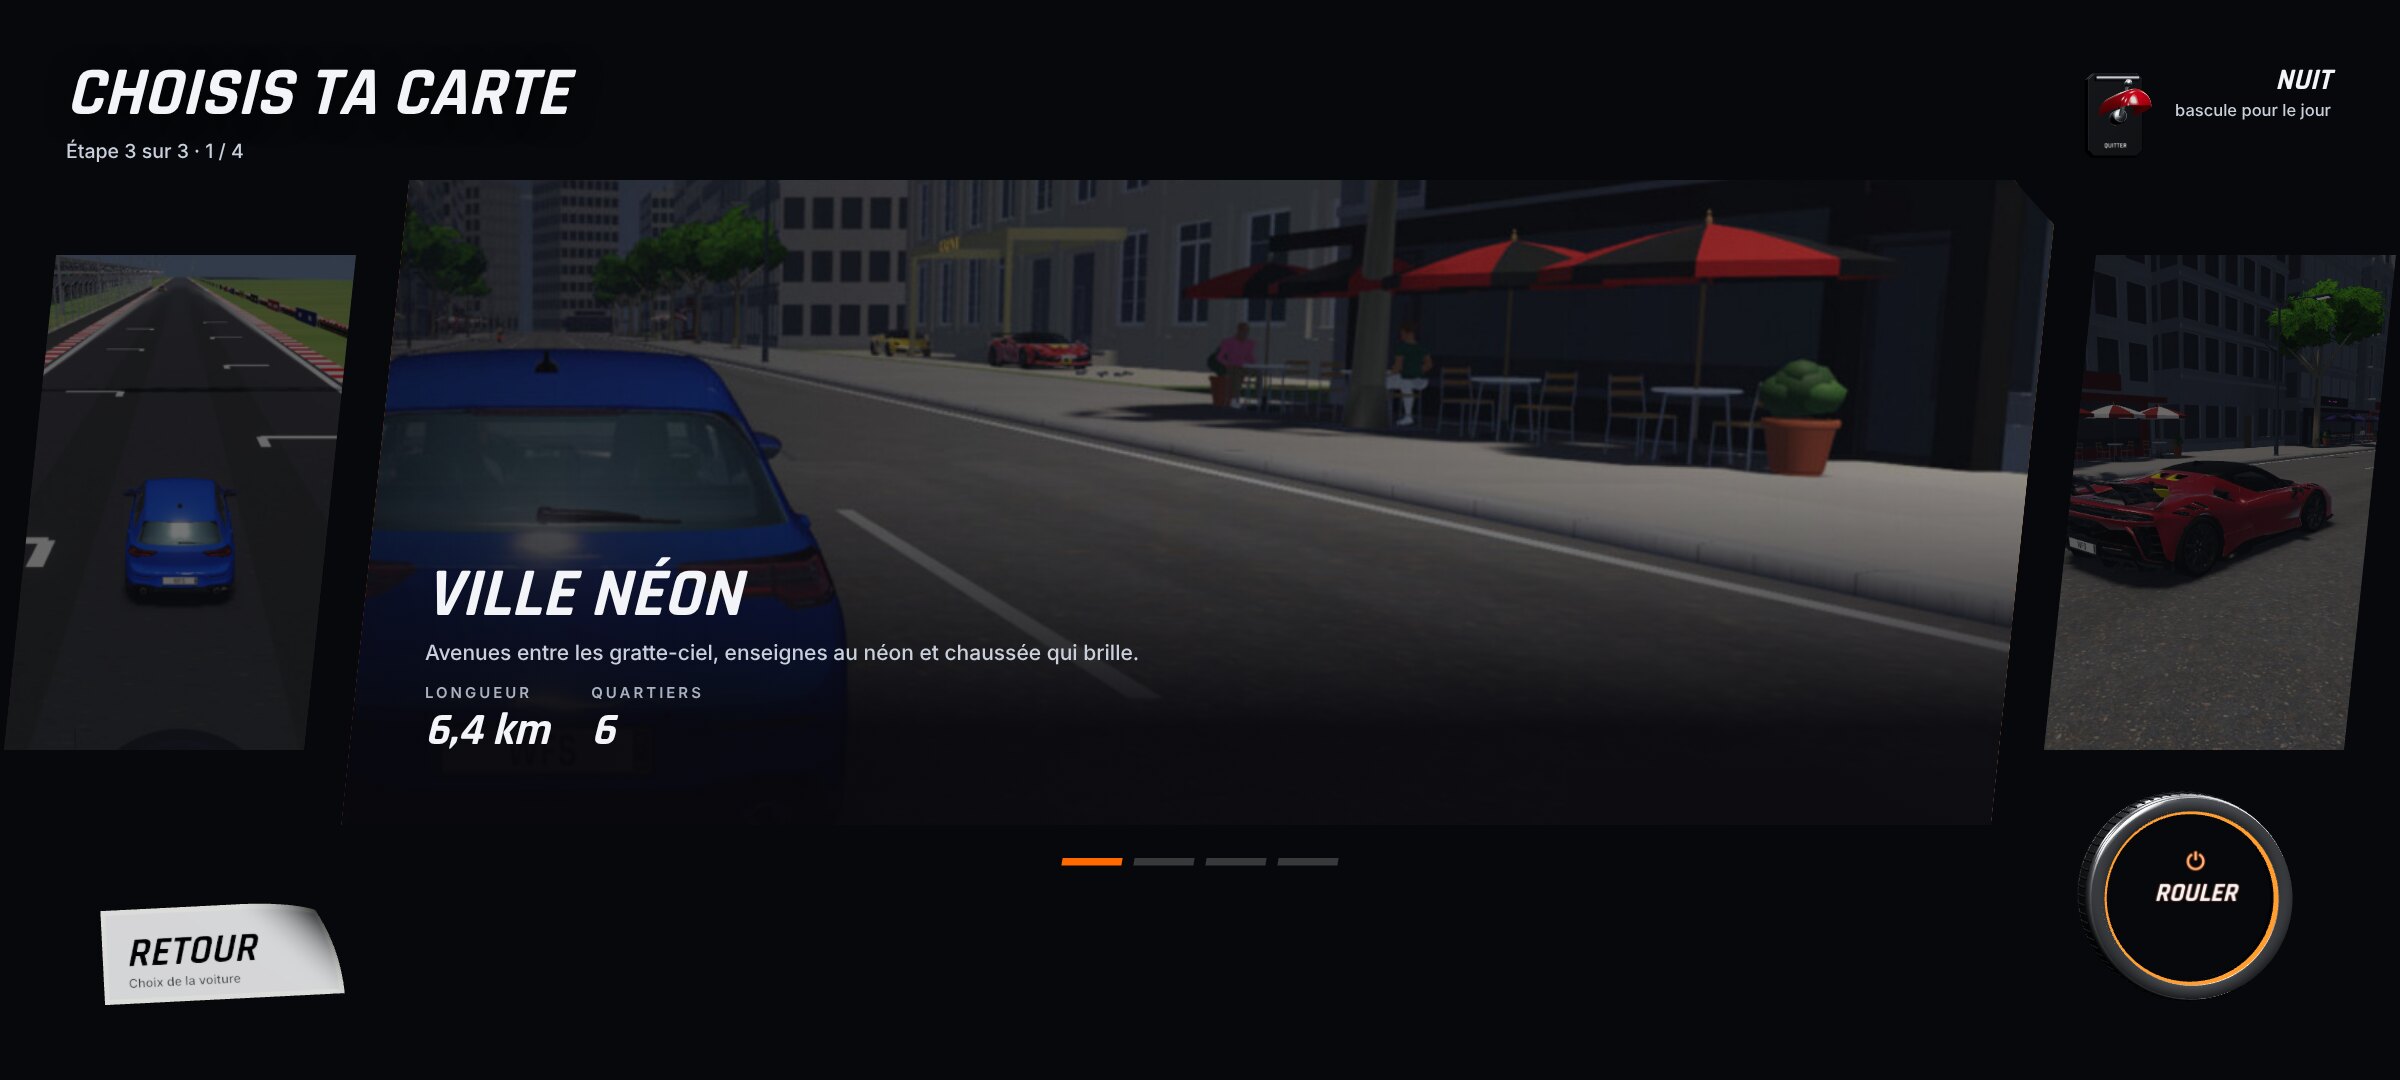 CHOISIS TA CARTE
Étape 3 sur 3 · 1 / 4
NUIT
bascule pour le jour
QUITTER
VILLE NÉON
Avenues entre les gratte-ciel, enseignes au néon et chaussée qui brille.
LONGUEUR QUARTIERS
6,4 km 6
RETOUR
Choix de la voiture
ROULER